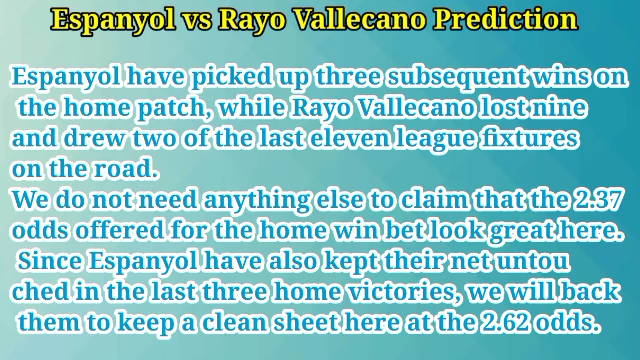 Espanyol vs Rayo Vallecano Prediction
Espanyol have picked up three subsequent wins on
the home patch, while Rayo Vallecano lost nine
and drew two of the last eleven league fixtures
on the road.
We do not need anything else to claim that the 2.37
odds offered for the home win bet look great here.
Since Espanyol have also kept their net untou
ched in the last three home victories, we will back
them to keep a clean sheet here at the 2.62 odds.